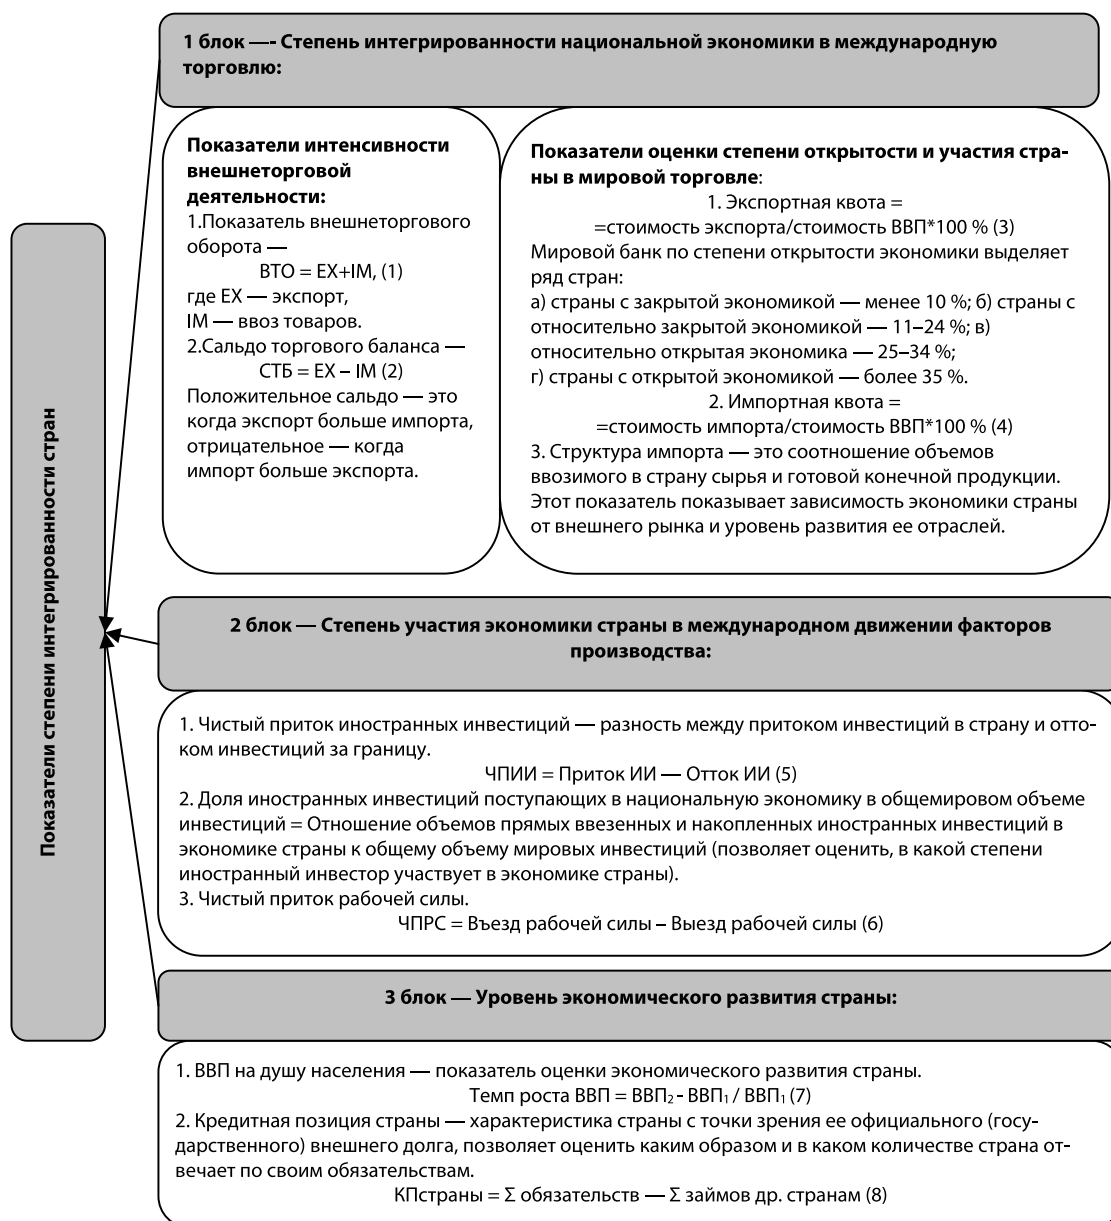 Показатели степени интегрированности стран
1 блок —- Степень интегрированности национальной экономики в международную
торговлю:
Показатели интенсивности
внешнеторговой
деятельности:
1.Показатель внешнеторгового
оборота —
ВТО = EX+IM, (1)
где EX — экспорт,
IM — ввоз товаров.
2.Сальдо торгового баланса —
СТБ = EX – IM (2)
Положительное сальдо — это
когда экспорт больше импорта,
отрицательное — когда
импорт больше экспорта.
Показатели оценки степени открытости и участия стра-
ны в мировой торговле:
1. Экспортная квота =
=стоимость экспорта/стоимость ВВП*100 % (3)
Мировой банк по степени открытости экономики выделяет
ряд стран:
а) страны с закрытой экономикой — менее 10 %; б) страны с
относительно закрытой экономикой — 11–24 %; в)
относительно открытая экономика — 25–34 %;
г) страны с открытой экономикой — более 35 %.
2. Импортная квота =
=стоимость импорта/стоимость ВВП*100 % (4)
3. Структура импорта — это соотношение объемов
ввозимого в страну сырья и готовой конечной продукции.
Этот показатель показывает зависимость экономики страны
от внешнего рынка и уровень развития ее отраслей.
2 блок — Степень участия экономики страны в международном движении факторов
производства:
1. Чистый приток иностранных инвестиций — разность между притоком инвестиций в страну и отто-
ком инвестиций за границу.
ЧПИИ = Приток ИИ — Отток ИИ (5)
2. Доля иностранных инвестиций поступающих в национальную экономику в общемировом объеме
инвестиций = Отношение объемов прямых ввезенных и накопленных иностранных инвестиций в
экономике страны к общему объему мировых инвестиций (позволяет оценить, в какой степени
иностранный инвестор участвует в экономике страны).
3. Чистый приток рабочей силы.
ЧПРС = Въезд рабочей силы – Выезд рабочей силы (6)
3 блок — Уровень экономического развития страны:
1. ВВП на душу населения — показатель оценки экономического развития страны.
Темп роста ВВП = ВВП₂ - ВВП₁ / ВВП₁ (7)
2. Кредитная позиция страны — характеристика страны с точки зрения ее официального (госу-
дарственного) внешнего долга, позволяет оценить каким образом и в каком количестве страна от-
вечает по своим обязательствам.
КПстраны = Σ обязательств — Σ займов др. странам (8)